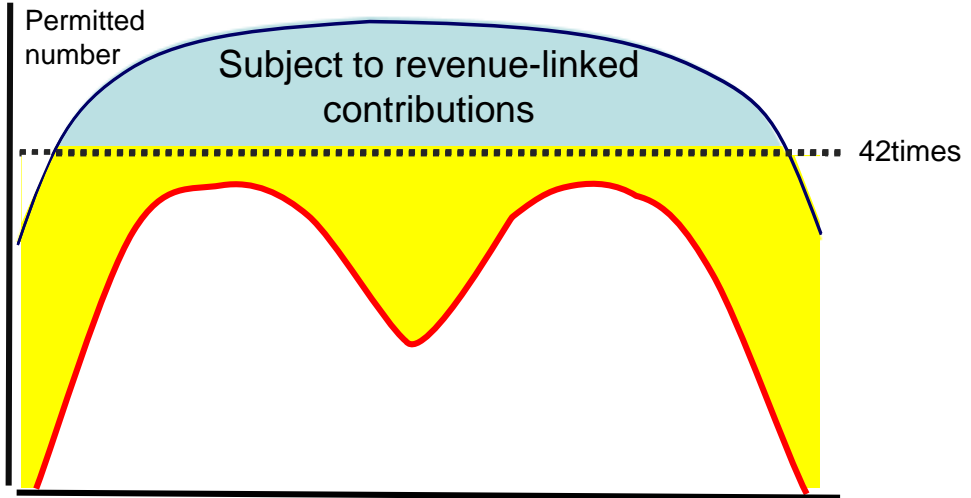 Permitted
number
Subject to revenue-linked
contributions
42times